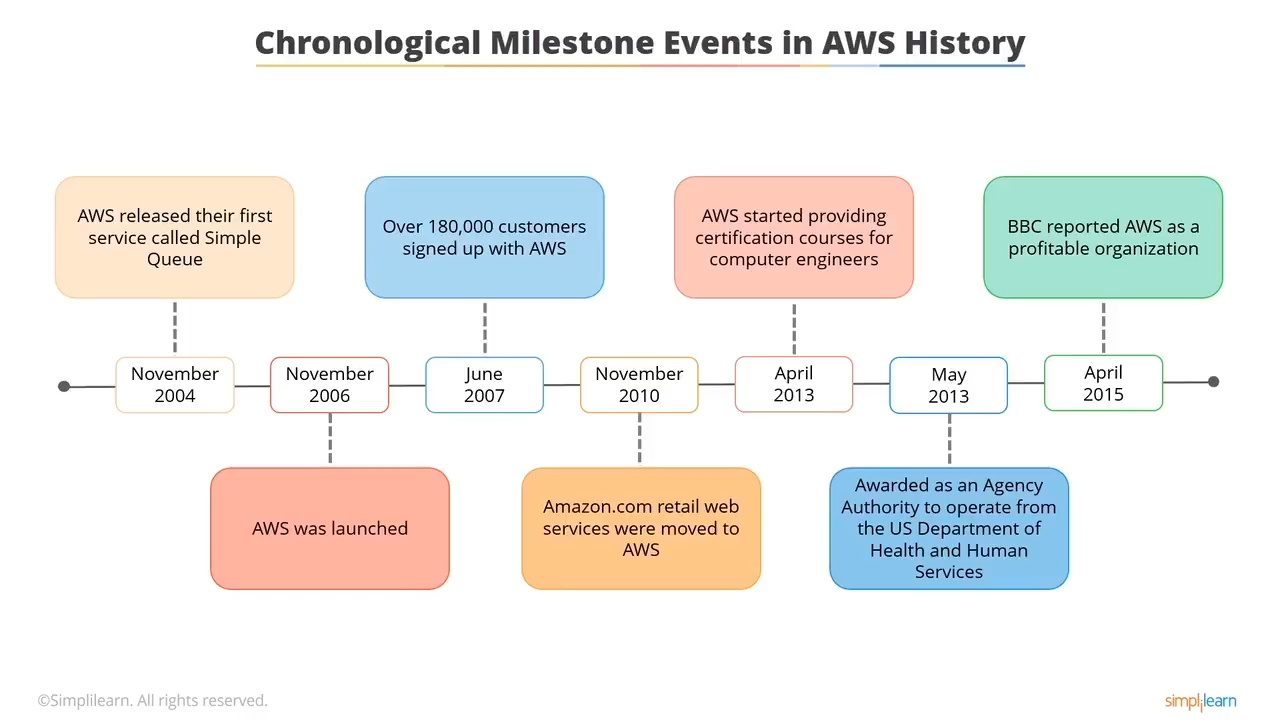 Chronological Milestone Events in AWS History
AWS released their first
service called Simple
Queue
Over 180,000 customers
signed up with AWS
AWS started providing
certification courses for
computer engineers
BBC reported AWS as a
profitable organization
November
2004
November
2006
June
2007
November
2010
April
2013
May
2013
April
2015
AWS was launched
Amazon.com retail web
services were moved to
AWS
Awarded as an Agency
Authority to operate from
the US Department of
Health and Human
Services
©Simplilearn. All rights reserved.
simplilearn